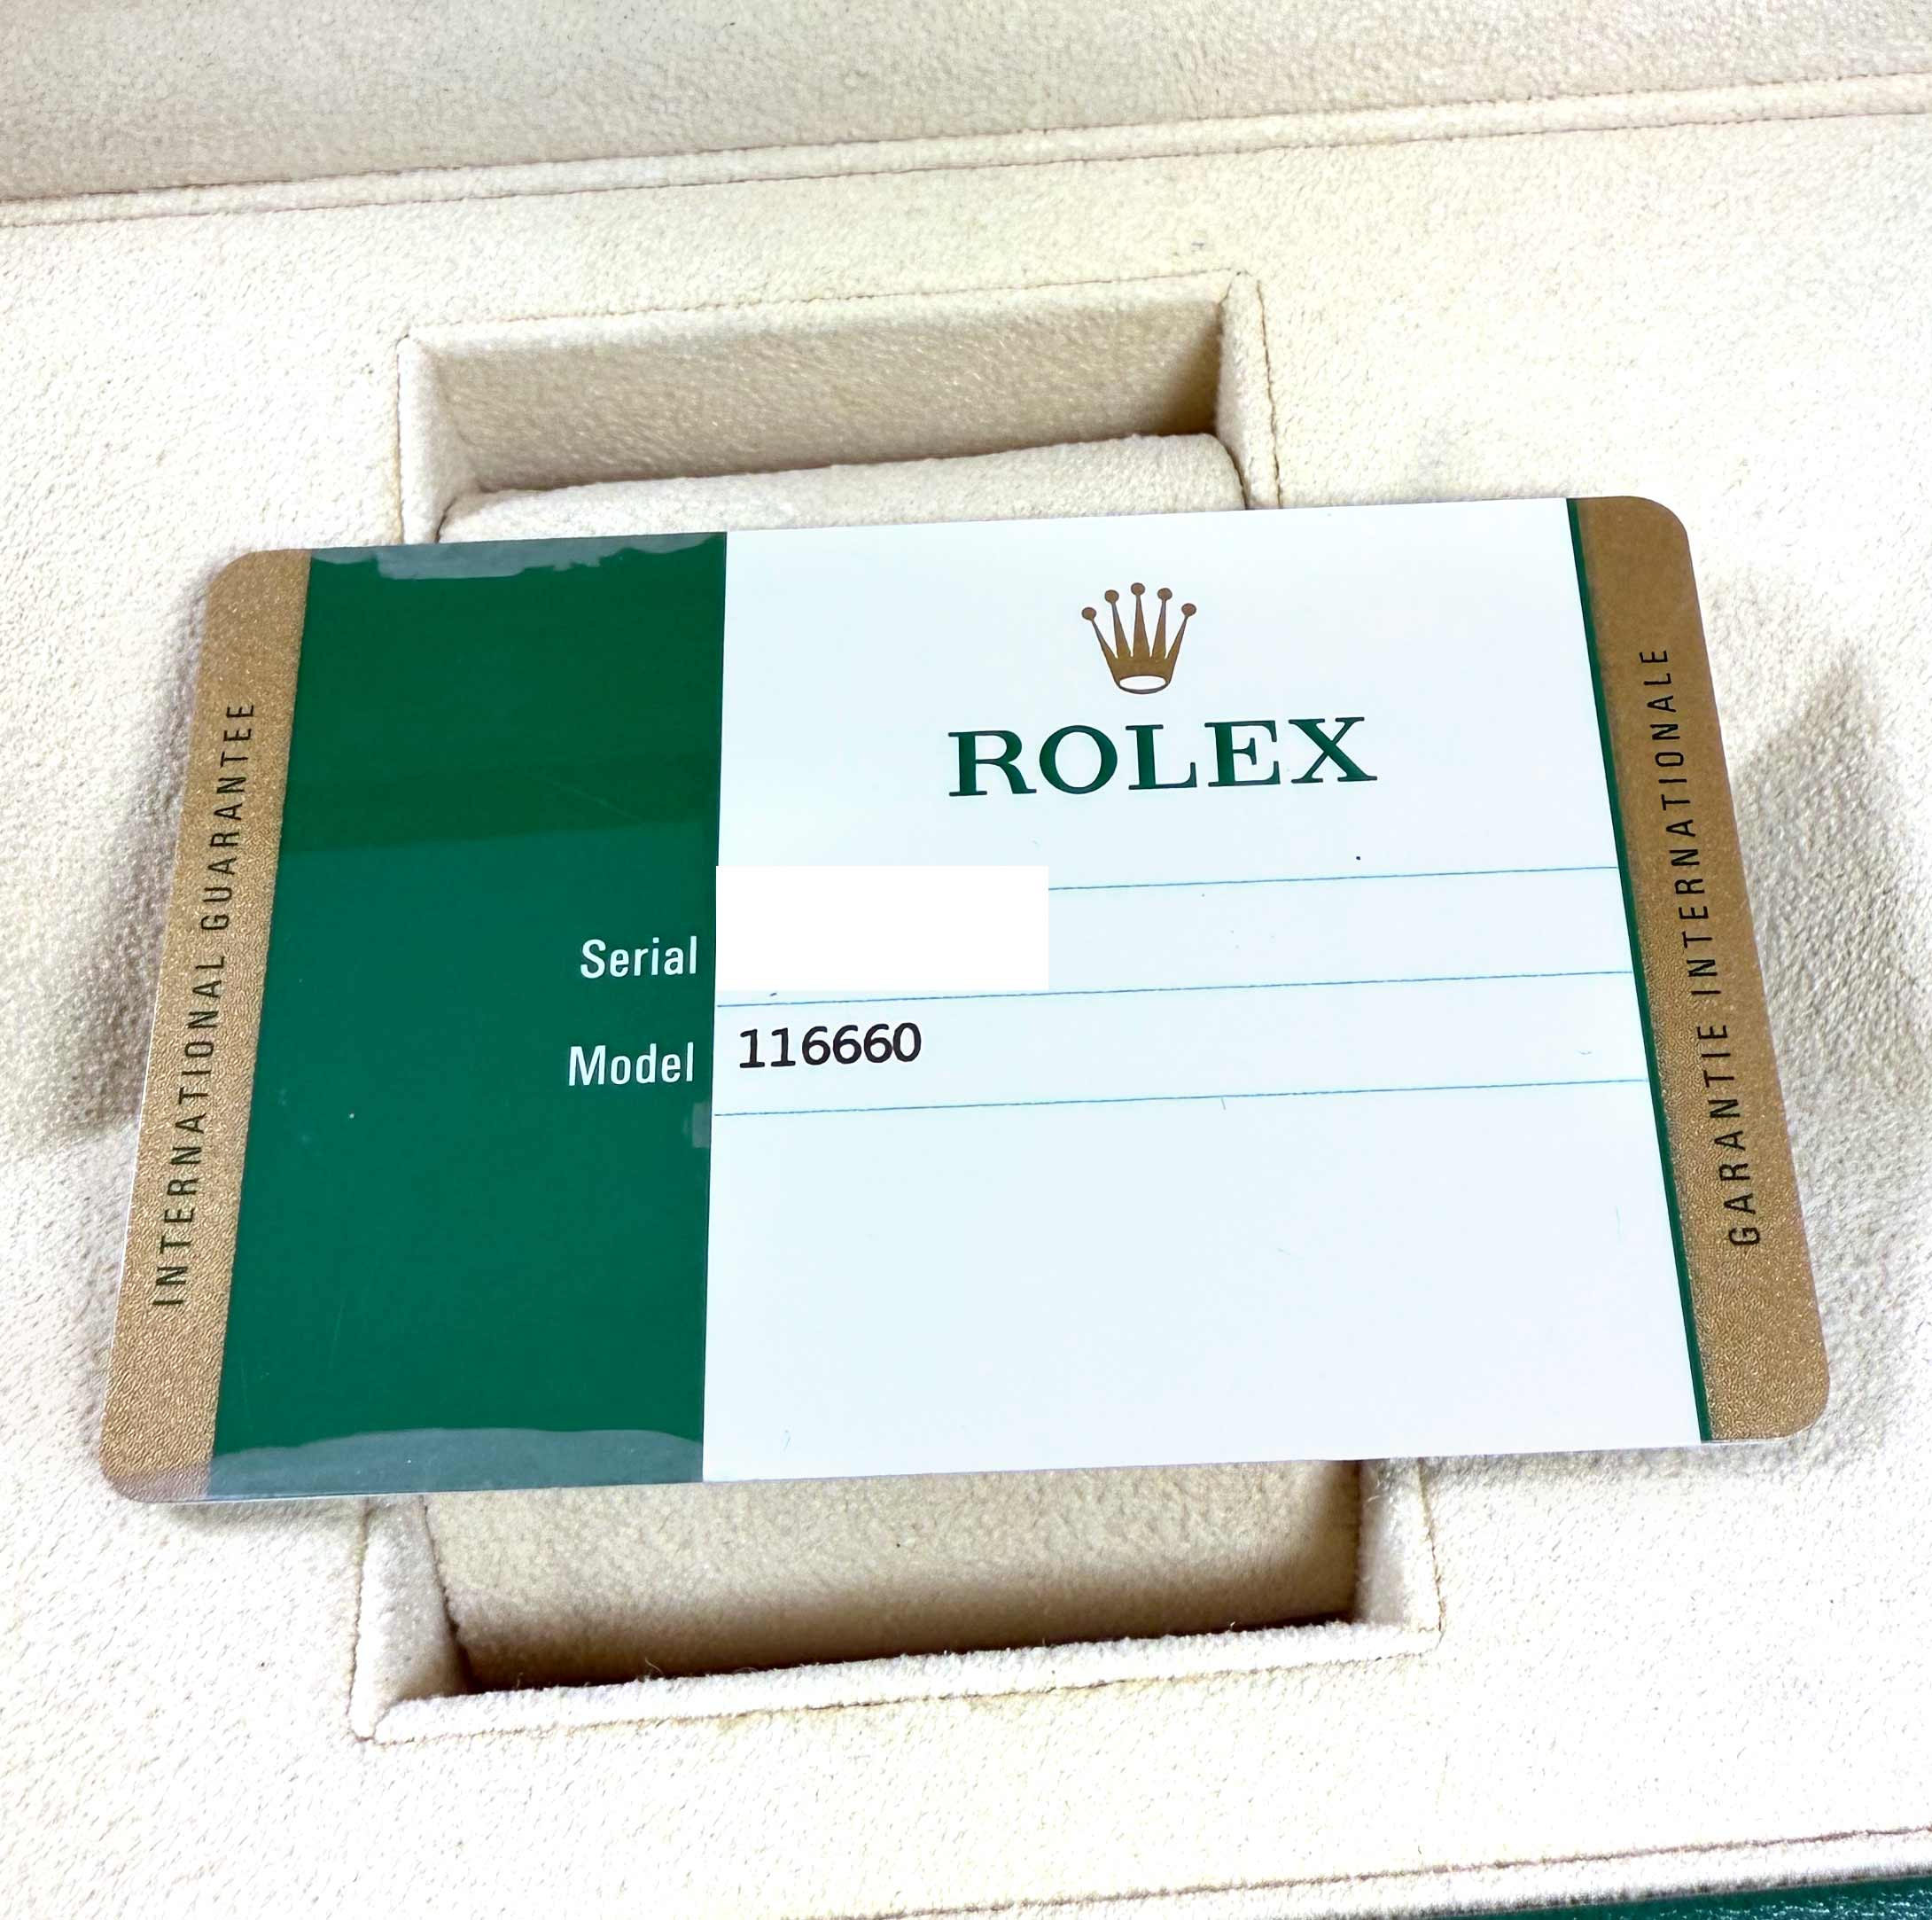 INTERNATIONAL GUARANTEE
ROLEX
Serial
Model 116660
GARANTIE INTERNATIONALE